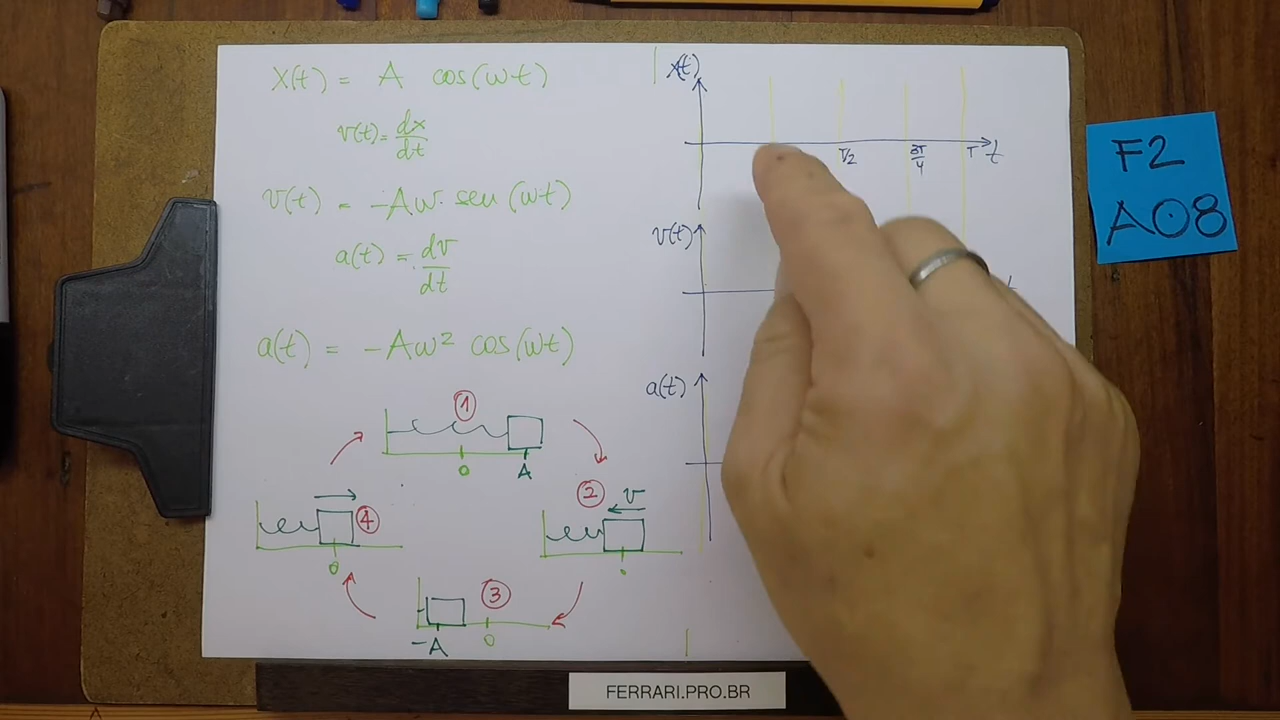 X(t) = A cos(ωt)
v(t) = dx/dt
v(t) = -Aω · sen(ωt)
a(t) = dv/dt
a(t) = -Aω² cos(ωt)
1
0
A
2
v
4
0
3
-A
0
X(t)
T/2
3T/4
T
t
v(t)
t
a(t)
F2
A08
FERRARI.PRO.BR